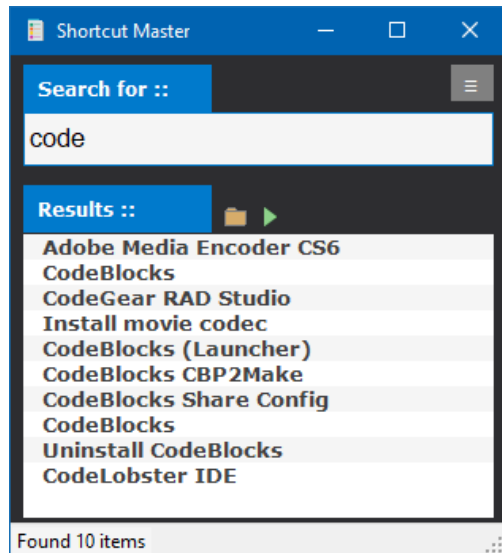 Shortcut Master
Search for ::
code
Results ::
Adobe Media Encoder CS6
CodeBlocks
CodeGear RAD Studio
Install movie codec
CodeBlocks (Launcher)
CodeBlocks CBP2Make
CodeBlocks Share Config
CodeBlocks
Uninstall CodeBlocks
CodeLobster IDE
Found 10 items